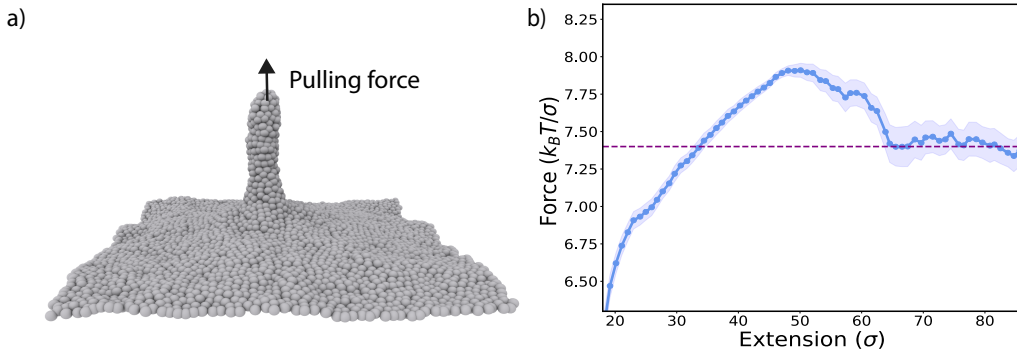 a)
Pulling force
b)
Force (k_BT/σ)
8.25
8.00
7.75
7.50
7.25
7.00
6.75
6.50
20 30 40 50 60 70 80
Extension (σ)